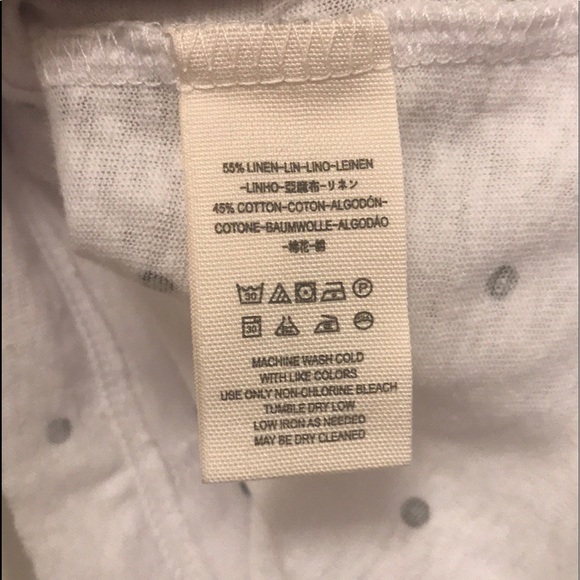 55% LINEN-LIN-LINO-LEINEN
-LINHO-亞麻布-リネン
45% COTTON-COTON-ALGODÓN-
COTONE-BAUMWOLLE-ALGODÃO
-棉花-綿
30 P
30
MACHINE WASH COLD
WITH LIKE COLORS
USE ONLY NON-CHLORINE BLEACH
TUMBLE DRY LOW
LOW IRON AS NEEDED
MAY BE DRY CLEANED